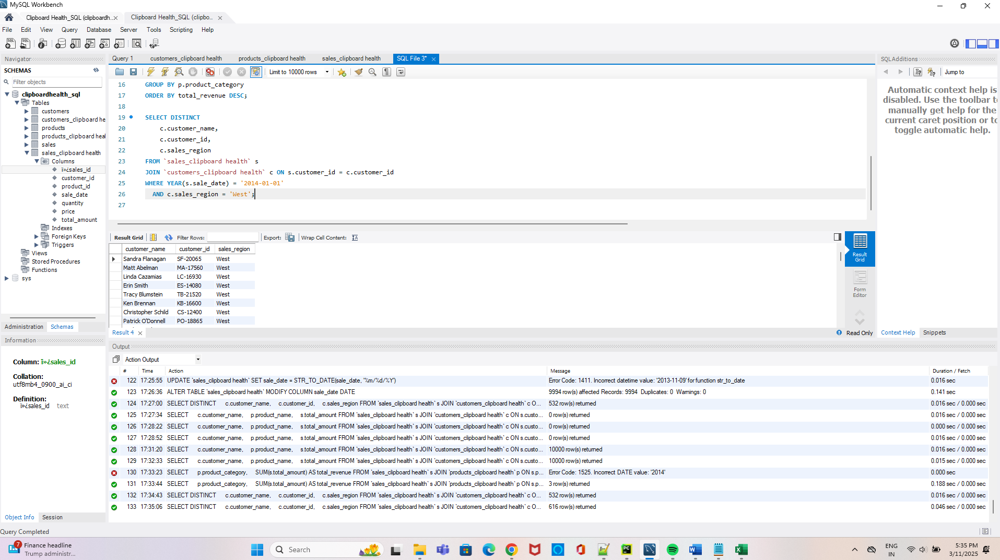 MySQL Workbench
Clipboard Health_SQL (clipboardh..
Clipboard Health_SQL (clipbo...
File Edit View Query Database Server Tools Scripting Help
Navigator
SCHEMAS
Filter objects
clipboardhealth_sql
Tables
customers
customers_clipboard he
products
products_clipboard heal
sales
sales_clipboard health
Columns
ï»¿sales_id
customer_id
product_id
sale_date
quantity
price
total_amount
Indexes
Foreign Keys
Triggers
Views
Stored Procedures
Functions
sys
Administration Schemas
Information
Column: ï»¿sales_id
Collation:
utf8mb4_0900_ai_ci
Definition:
ï»¿sales_id text
Object Info Session
Query Completed
Query 1 customers_clipboard health products_clipboard health sales_clipboard health SQL File 3*
Limit to 10000 rows
16 GROUP BY p.product_category
17 ORDER BY total_revenue DESC;
18
19 SELECT DISTINCT
20 c.customer_name,
21 c.customer_id,
22 c.sales_region
23 FROM `sales_clipboard health` s
24 JOIN `customers_clipboard health` c ON s.customer_id = c.customer_id
25 WHERE YEAR(s.sale_date) = '2014-01-01'
26 AND c.sales_region = 'West';
27
Result Grid Filter Rows: Export: Wrap Cell Content:
customer_name customer_id sales_region
Sandra Flanagan SF-20065 West
Matt Abelman MA-17560 West
Linda Cazamias LC-16930 West
Erin Smith ES-14080 West
Tracy Blumstein TB-21520 West
Ken Brennan KB-16600 West
Christopher Schild CS-12400 West
Patrick O'Donnell PO-18865 West
Result Grid
Form Editor
Result 4
Read Only
SQLAdditions
Jump to
Automatic context help is
disabled. Use the toolbar to
manually get help for the
current caret position or to
toggle automatic help.
Context Help Snippets
Output
Action Output
# Time Action Message Duration / Fetch
122 17:25:55 UPDATE `sales_clipboard health` SET sale_date = STR_TO_DATE(sale_date, '%m/%d/%Y') Error Code: 1411. Incorrect datetime value: '2013-11-09' for function str_to_date 0.016 sec
123 17:26:36 ALTER TABLE `sales_clipboard health` MODIFY COLUMN sale_date DATE 9994 row(s) affected Records: 9994 Duplicates: 0 Warnings: 0 0.141 sec
124 17:27:00 SELECT DISTINCT c.customer_name, c.customer_id, c.sales_region FROM `sales_clipboard health` s JOIN `customers_clipboard health` c O... 532 row(s) returned 0.016 sec / 0.000 sec
125 17:27:34 SELECT c.customer_name, p.product_name, s.total_amount FROM `sales_clipboard health` s JOIN `customers_clipboard health` c ON s.custo... 0 row(s) returned 0.016 sec / 0.000 sec
126 17:28:22 SELECT c.customer_name, p.product_name, s.total_amount FROM `sales_clipboard health` s JOIN `customers_clipboard health` c ON s.custo... 0 row(s) returned 0.000 sec / 0.000 sec
127 17:28:52 SELECT c.customer_name, p.product_name, s.total_amount FROM `sales_clipboard health` s JOIN `customers_clipboard health` c ON s.custo... 0 row(s) returned 0.016 sec / 0.000 sec
128 17:31:20 SELECT c.customer_name, p.product_name, s.total_amount FROM `sales_clipboard health` s JOIN `customers_clipboard health` c ON s.custo... 10000 row(s) returned 0.016 sec / 0.000 sec
129 17:32:33 SELECT c.customer_name, p.product_name, s.total_amount FROM `sales_clipboard health` s JOIN `customers_clipboard health` c ON s.custo... 10000 row(s) returned 0.015 sec / 0.000 sec
130 17:33:23 SELECT p.product_category, SUM(s.total_amount) AS total_revenue FROM `sales_clipboard health` s JOIN `products_clipboard health` p ON s.p... Error Code: 1525. Incorrect DATE value: '2014' 0.000 sec
131 17:33:44 SELECT p.product_category, SUM(s.total_amount) AS total_revenue FROM `sales_clipboard health` s JOIN `products_clipboard health` p ON s.p... 3 row(s) returned 0.188 sec / 0.000 sec
132 17:34:43 SELECT DISTINCT c.customer_name, c.customer_id, c.sales_region FROM `sales_clipboard health` s JOIN `customers_clipboard health` c O... 532 row(s) returned 0.016 sec / 0.000 sec
133 17:35:06 SELECT DISTINCT c.customer_name, c.customer_id, c.sales_region FROM `sales_clipboard health` s JOIN `customers_clipboard health` c O... 616 row(s) returned 0.046 sec / 0.000 sec
7
Finance headline
Trump administr...
Search
ENG
IN
5:35 PM
3/11/2025